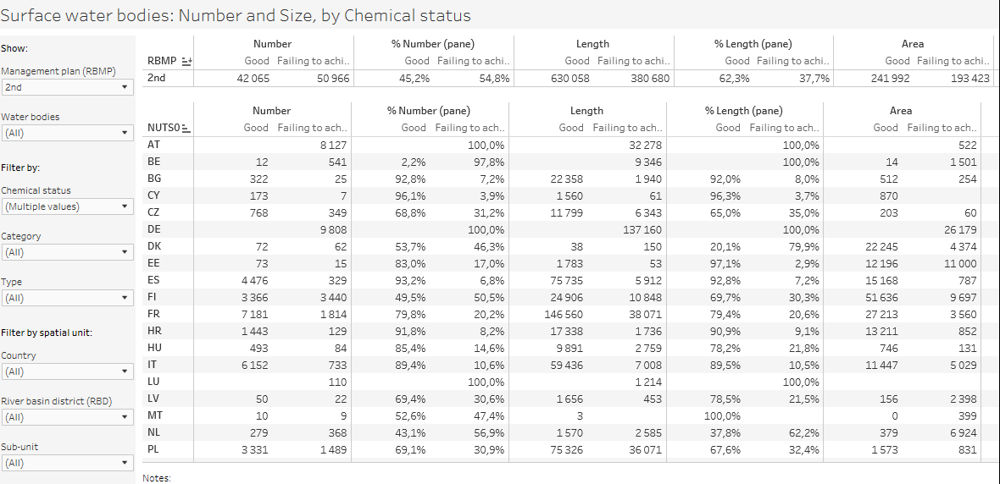 Surface water bodies: Number and Size, by Chemical status
Show:
Management plan (RBMP)
2nd
Water bodies
(All)
Filter by:
Chemical status
(Multiple values)
Category
(All)
Type
(All)
Filter by spatial unit:
Country
(All)
River basin district (RBD)
(All)
Sub-unit
(All)
Number % Number (pane) Length % Length (pane) Area
RBMP Good Failing to achi.. Good Failing to achi.. Good Failing to achi.. Good Failing to achi.. Good Failing to achi..
2nd 42 065 50 966 45,2% 54,8% 630 058 380 680 62,3% 37,7% 241 992 193 423
Number % Number (pane) Length % Length (pane) Area
NUTS0 Good Failing to ach.. Good Failing to ach.. Good Failing to ach.. Good Failing to ach.. Good Failing to ach..
AT 8 127 100,0% 32 278 100,0% 522
BE 12 541 2,2% 97,8% 9 346 100,0% 14 1 501
BG 322 25 92,8% 7,2% 22 358 1 940 92,0% 8,0% 512 254
CY 173 7 96,1% 3,9% 1 560 61 96,3% 3,7% 870
CZ 768 349 68,8% 31,2% 11 799 6 343 65,0% 35,0% 203 60
DE 9 808 100,0% 137 160 100,0% 26 179
DK 72 62 53,7% 46,3% 38 150 20,1% 79,9% 22 245 4 374
EE 73 15 83,0% 17,0% 1 783 53 97,1% 2,9% 12 196 11 000
ES 4 476 329 93,2% 6,8% 75 735 5 912 92,8% 7,2% 15 168 787
FI 3 366 3 440 49,5% 50,5% 24 906 10 848 69,7% 30,3% 51 636 9 697
FR 7 181 1 814 79,8% 20,2% 146 560 38 071 79,4% 20,6% 27 213 3 560
HR 1 443 129 91,8% 8,2% 17 338 1 736 90,9% 9,1% 13 211 852
HU 493 84 85,4% 14,6% 9 891 2 759 78,2% 21,8% 746 131
IT 6 152 733 89,4% 10,6% 59 436 7 008 89,5% 10,5% 11 447 5 029
LU 110 100,0% 1 214 100,0%
LV 50 22 69,4% 30,6% 1 656 453 78,5% 21,5% 156 2 398
MT 10 9 52,6% 47,4% 3 100,0% 0 399
NL 279 368 43,1% 56,9% 1 570 2 585 37,8% 62,2% 379 6 924
PL 3 331 1 489 69,1% 30,9% 75 326 36 071 67,6% 32,4% 1 573 831
Notes: